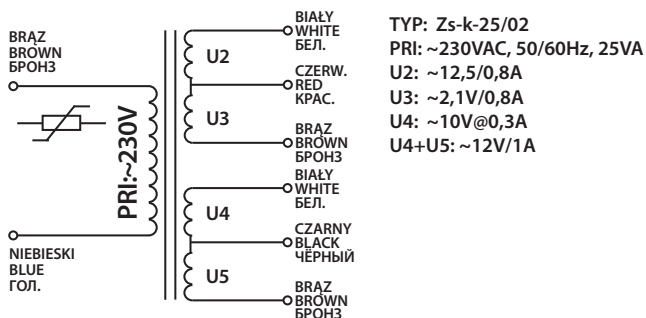 BRĄZ
BROWN
БРОНЗ
PRI:~230V
NIEBIESKI
BLUE
ГОЛ.
U2
U3
U4
U5
BIAŁY
WHITE
БЕЛ.
CZERW.
RED
КРАС.
BRĄZ
BROWN
БРОНЗ
BIAŁY
WHITE
БЕЛ.
CZARNY
BLACK
ЧЁРНЫЙ
BRĄZ
BROWN
БРОНЗ
TYP: Zs-k-25/02
PRI: ~230VAC, 50/60Hz, 25VA
U2: ~12,5/0,8A
U3: ~2,1V/0,8A
U4: ~10V@0,3A
U4+U5: ~12V/1A